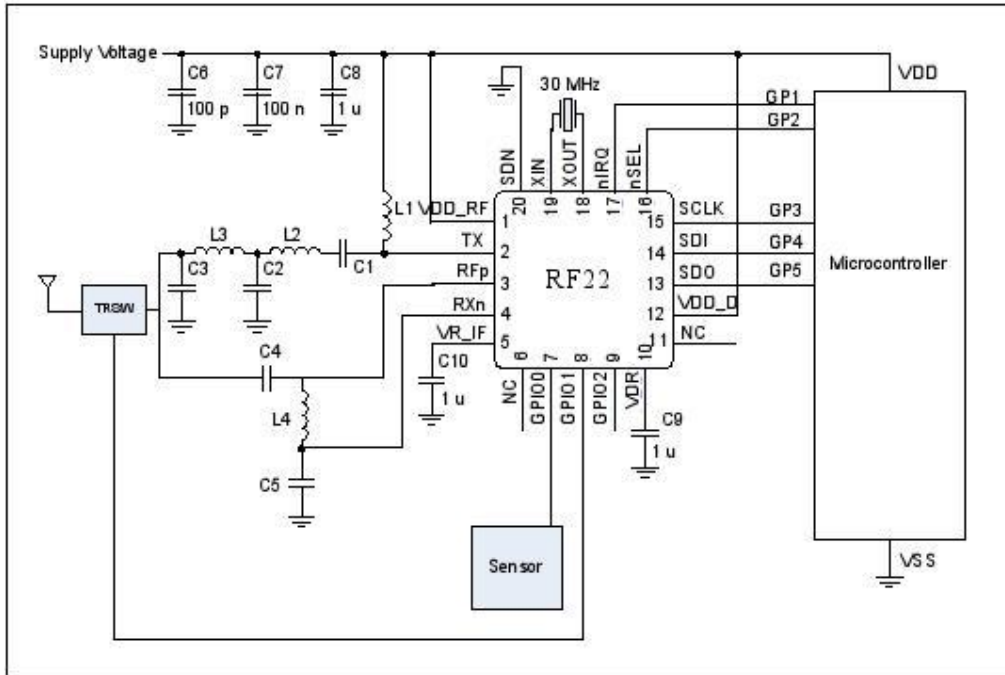 Supply Voltage
C6
100 p
C7
100 n
C8
1 u
30 MHz
VDD
GP1
GP2
SDN
XIN
XOUT
nIRQ
nSEL
20
19
18
17
16
L1
VDD_RF
1
SCLK
15
GP3
L3
L2
C1
TX
2
SDI
14
GP4
C3
C2
RFp
3
RF22
SDO
13
GP5
Microcontroller
TRSW
RXn
4
VDD_D
12
VR_IF
5
NC
11
C4
C10
1 u
6
7
8
9
10
NC
GPIO0
GPIO1
GPIO2
VDR
L4
C9
1 u
C5
Sensor
VSS